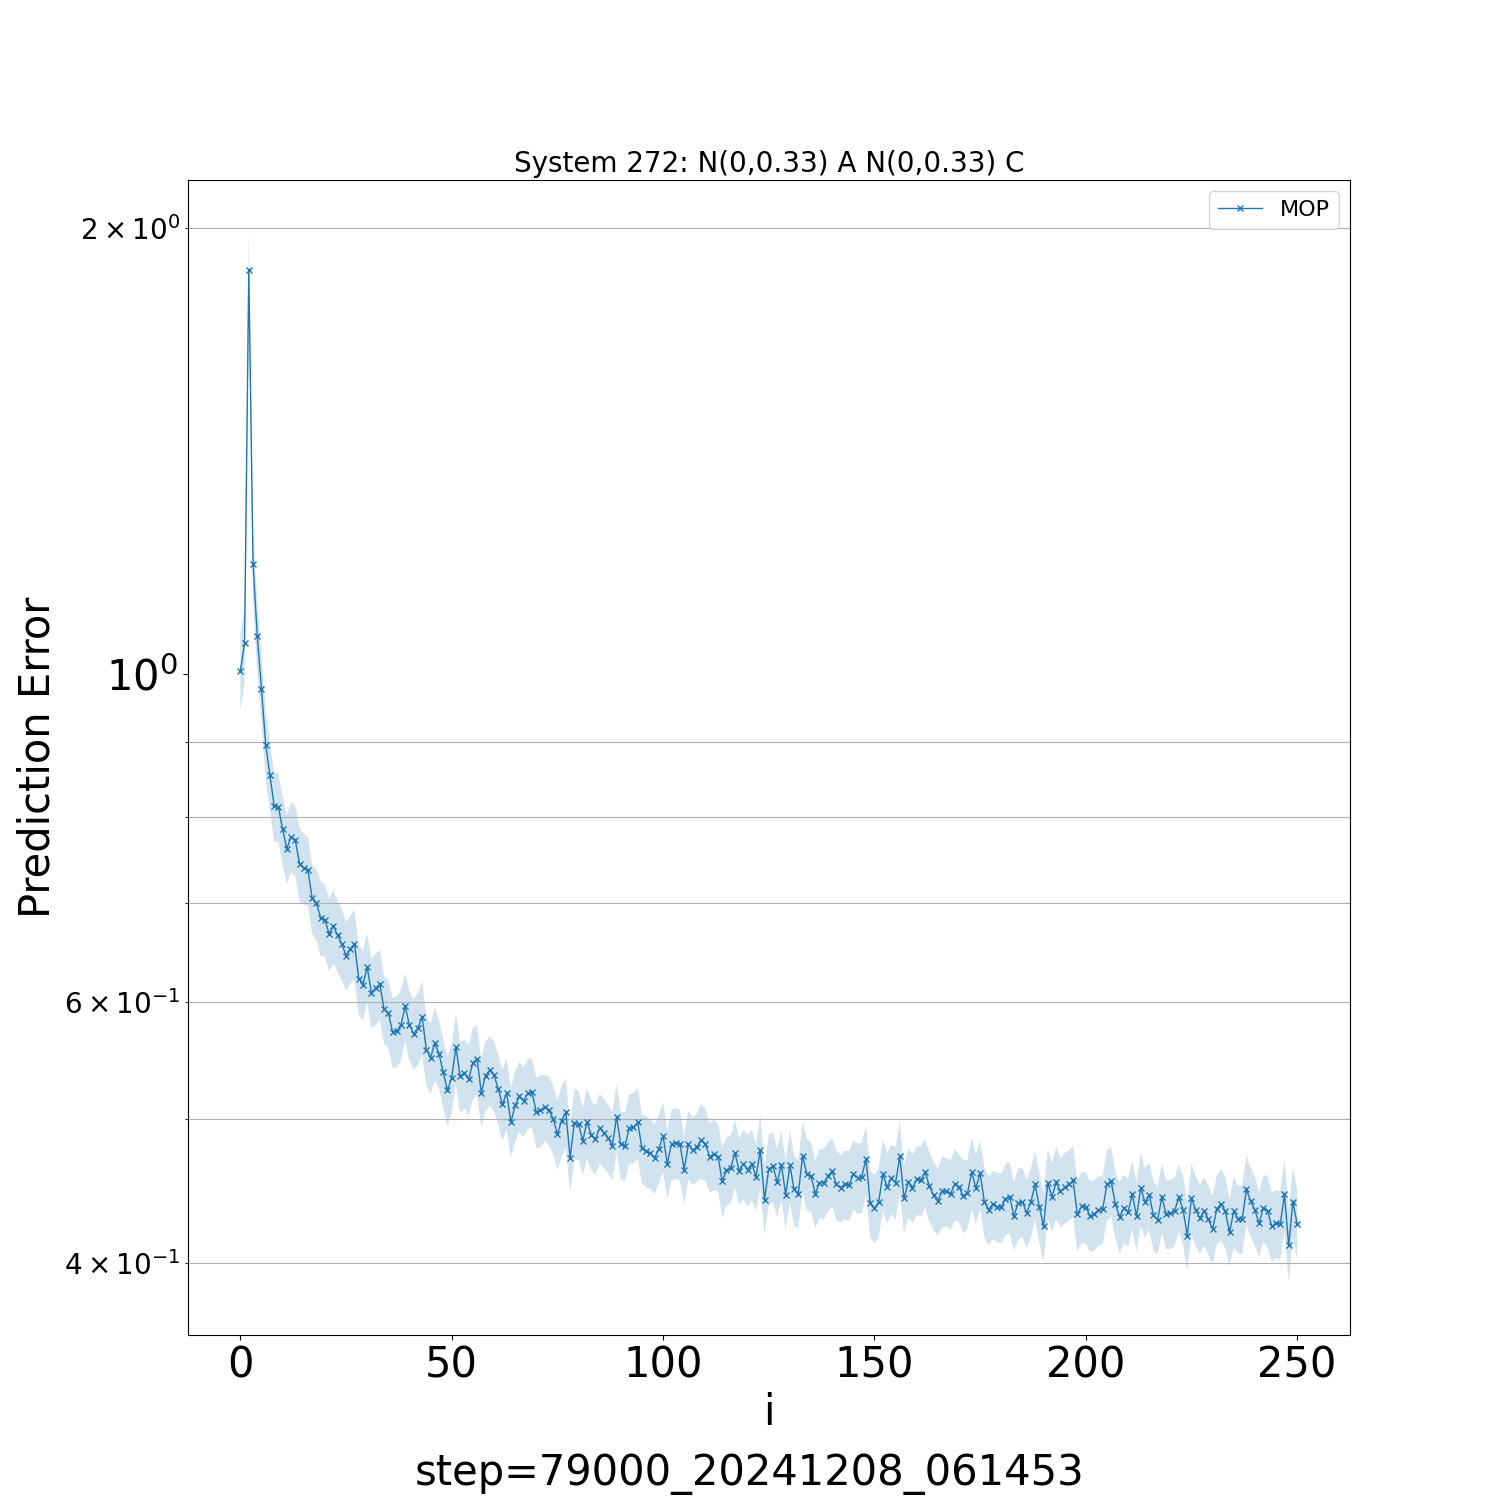 System 272: N(0,0.33) A N(0,0.33) C
MOP
2 × 10⁰
10⁰
6 × 10⁻¹
4 × 10⁻¹
Prediction Error
0 50 100 150 200 250
i
step=79000_20241208_061453